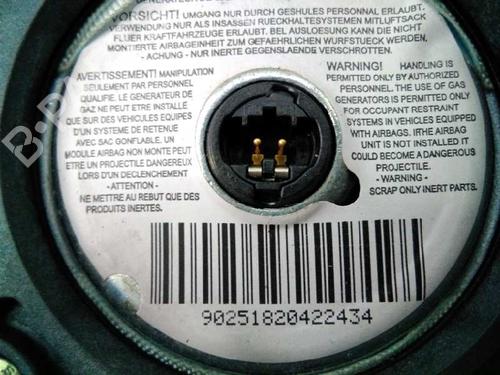 VORSICHT! UMGANG NUR DURCH GESHULES PERSONNAL ERLAUBT.
VERWENDUNG NUR ALS INSASSEN RUECKHALTESYSTEMEN MITLUFTSACK
FUER KRAFTFAHRZEUGE ERLAUBT. BEI AUSLOESUNG KANN DIE NICHT
MONTIERTE AIRBAGEINHEIT ZUM GEFAEHRLICHEN WURFSTUECK WERDEN.
- ACHUNG - NUR INERTE GEGENSLAENDE VERSCHROTTEN.
AVERTISSEMENT! MANIPULATION
SEULEMENT PAR PERSONNEL
QUALIFIE. LE GENERATEUR DE
GAZ NE PEUT ETRE INSTALLÉ
QUE SUR DES VEHICULES EQUIPES
D'UN SYSTEME DE RETENUE
AVEC SAC GONFLABLE. UN
MODULE AIRBAG NON MONTE PEUT
ETRE UN PROJECTILE DANGEREUX
LORS D'UN DECLENCHEMENT
- ATTENTION -
NE METTRE AU REBUT QUE DES
PRODUITS INERTES.
WARNING! HANDLING IS
PERMITTED ONLY BY AUTHORIZED
PERSONNEL. THE USE OF GAS
GENERATORS IS PERMITTED ONLY
FOR OCCUPANT RESTRAINT
SYSTEMS IN VEHICLES EQUIPPED
WITH AIRBAGS. IRHE AIRBAG
UNIT IS NOT INSTALLED IT
COULD BECOME A DANGEROUS
PROJECTILE.
- WARNING -
SCRAP ONLY INERT PARTS.
90251820422434